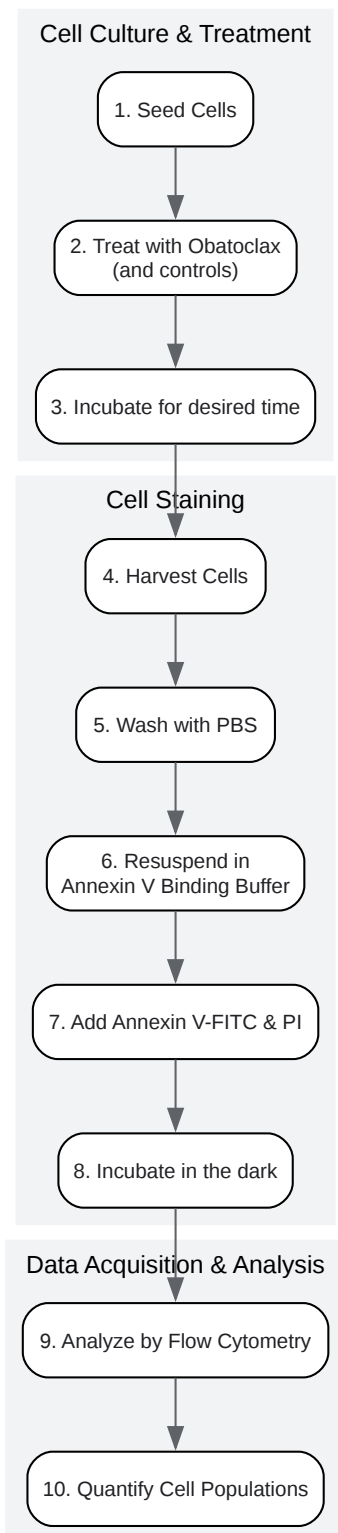 Cell Culture & Treatment
1. Seed Cells
2. Treat with Obatoclax
(and controls)
3. Incubate for desired time
Cell Staining
4. Harvest Cells
5. Wash with PBS
6. Resuspend in
Annexin V Binding Buffer
7. Add Annexin V-FITC & PI
8. Incubate in the dark
Data Acquisition & Analysis
9. Analyze by Flow Cytometry
10. Quantify Cell Populations